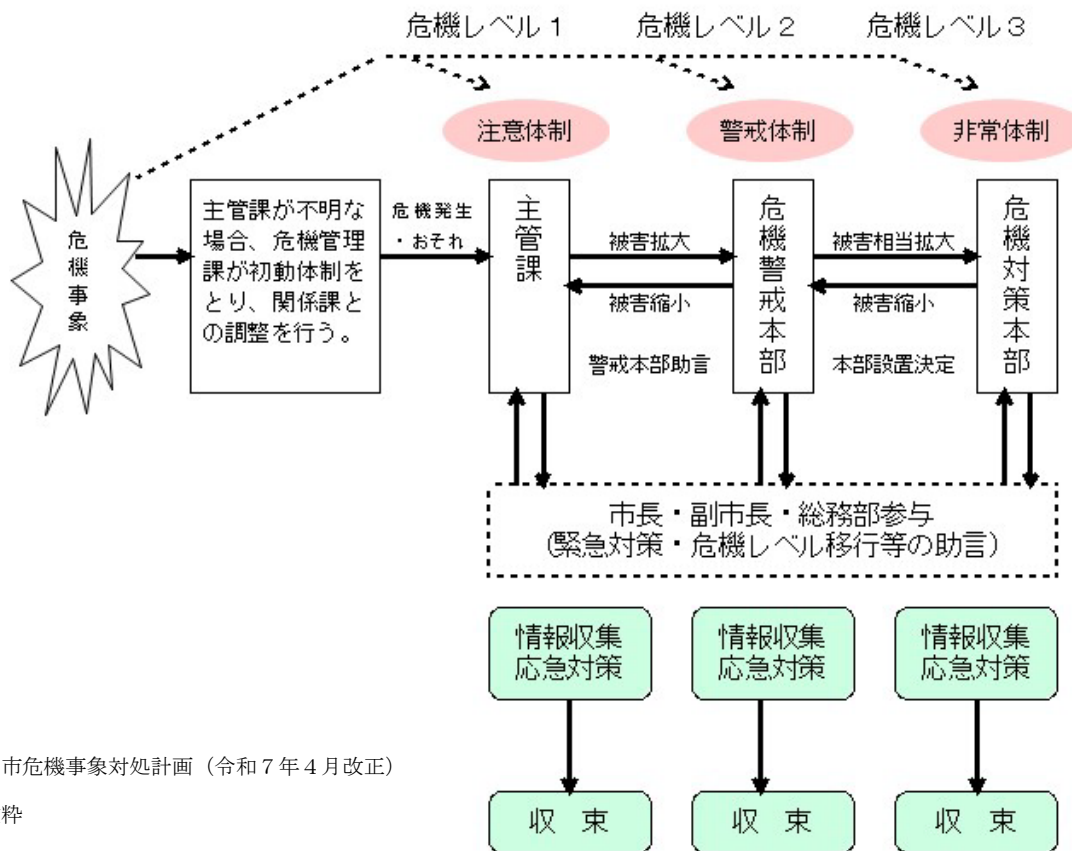 危機レベル１
危機レベル２
危機レベル３
注意体制
警戒体制
非常体制
危機事象
主管課が不明な
場合、危機管理
課が初動体制を
とり、関係課と
の調整を行う。
危機発生
・おそれ
主管課
被害拡大
被害縮小
警戒本部助言
危機警戒本部
被害相当拡大
被害縮小
本部設置決定
危機対策本部
市長・副市長・総務部参与
(緊急対策・危機レベル移行等の助言)
情報収集
応急対策
情報収集
応急対策
情報収集
応急対策
市危機事象対処計画（令和７年４月改正）
粋
収　束
収　束
収　束